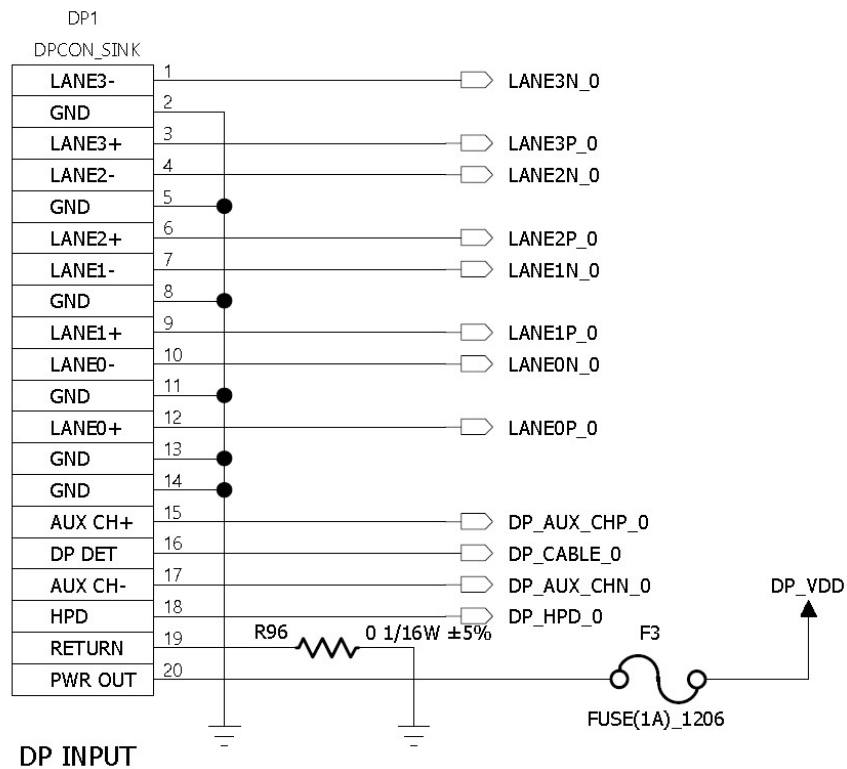 DP1
DPCON_SINK
LANE3- 1 LANE3N_0
GND 2
LANE3+ 3 LANE3P_0
LANE2- 4 LANE2N_0
GND 5
LANE2+ 6 LANE2P_0
LANE1- 7 LANE1N_0
GND 8
LANE1+ 9 LANE1P_0
LANE0- 10 LANE0N_0
GND 11
LANE0+ 12 LANE0P_0
GND 13
GND 14
AUX CH+ 15 DP_AUX_CHP_0
DP DET 16 DP_CABLE_0
AUX CH- 17 DP_AUX_CHN_0 DP_VDD
HPD 18 DP_HPD_0
RETURN 19 R96 0 1/16W ±5% F3
PWR OUT 20
FUSE(1A)_1206
DP INPUT